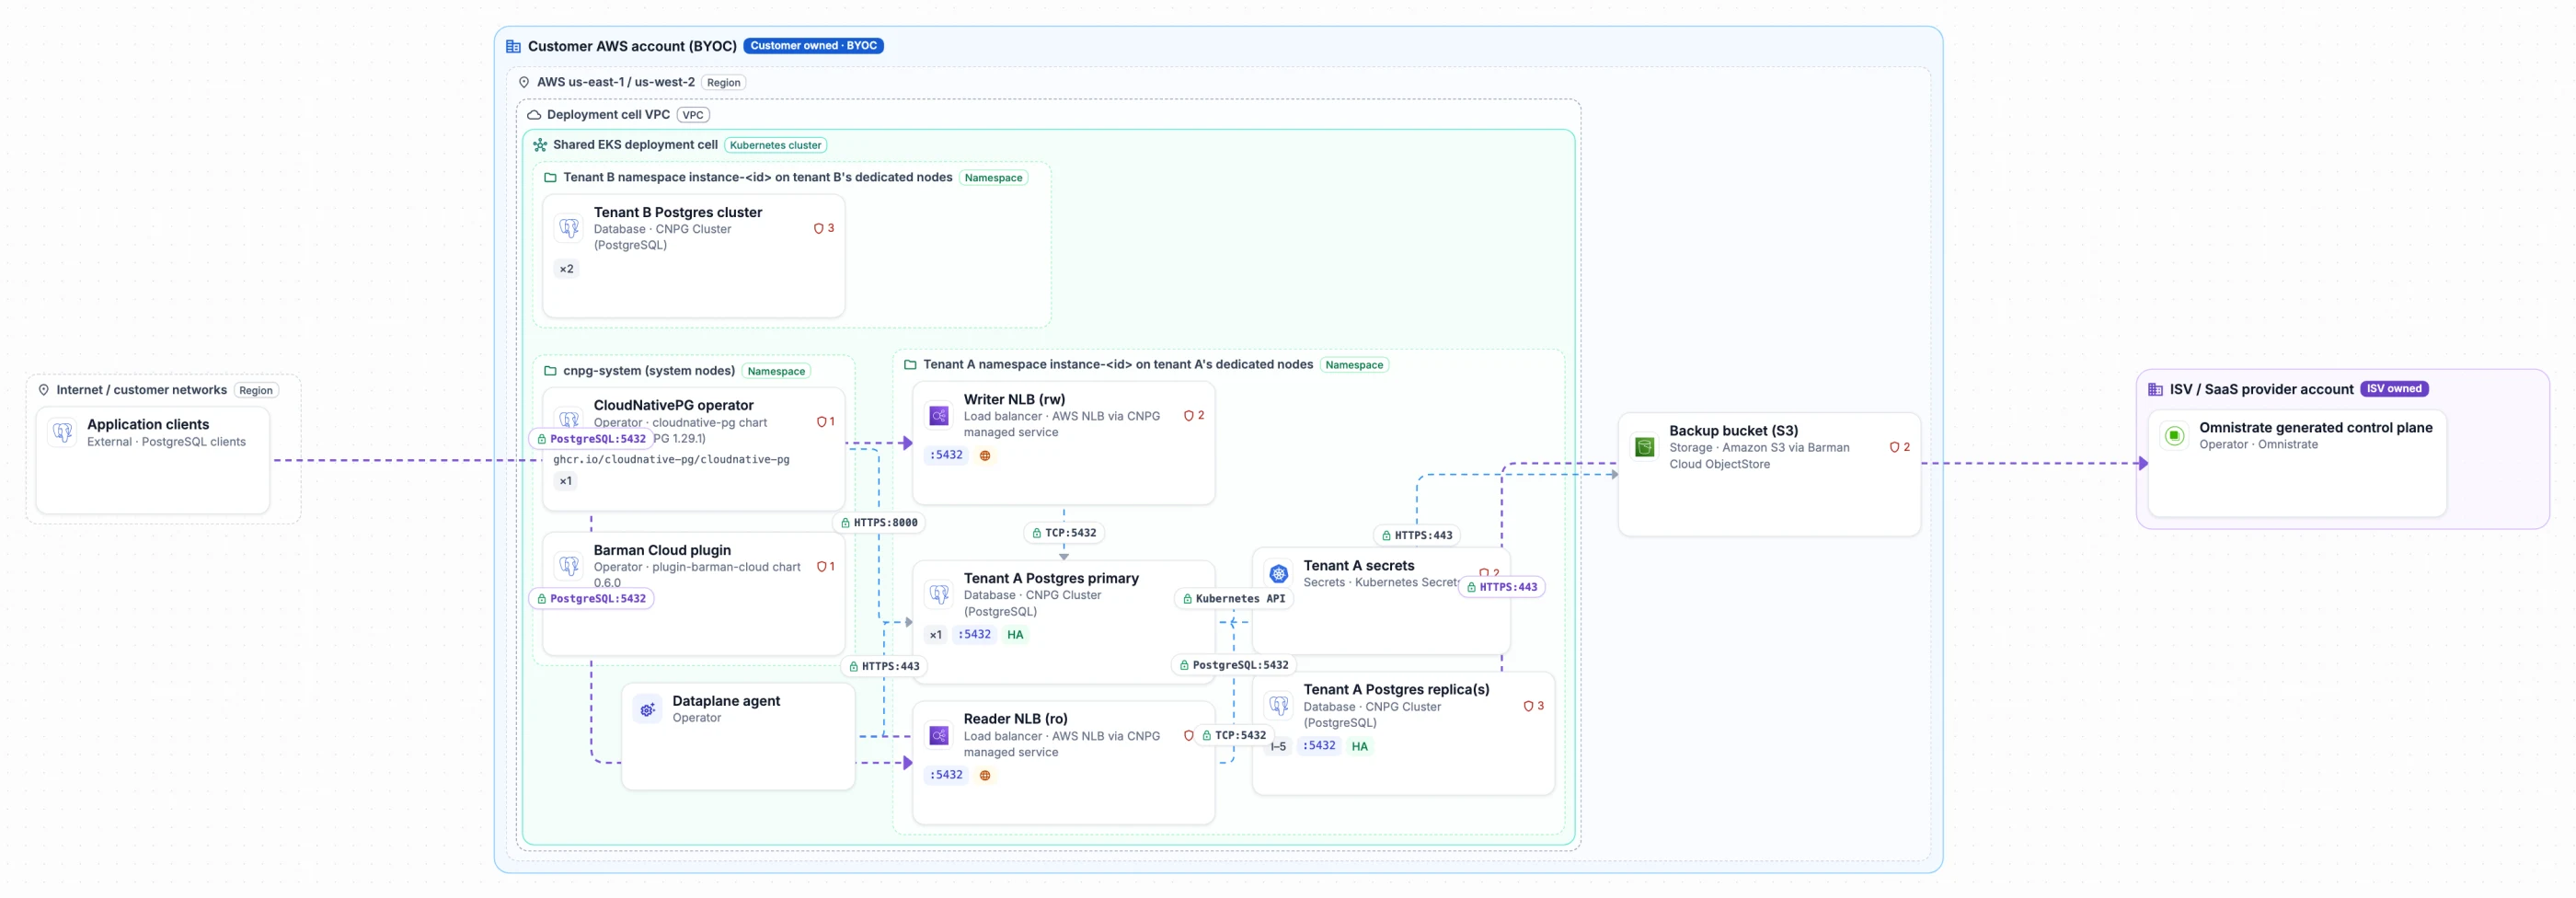 Customer AWS account (BYOC) Customer owned · BYOC
AWS us-east-1 / us-west-2 Region
Deployment cell VPC VPC
Shared EKS deployment cell Kubernetes cluster
Tenant B namespace instance-<id> on tenant B's dedicated nodes Namespace
Tenant B Postgres cluster
Database · CNPG Cluster
(PostgreSQL)
3
×2
Internet / customer networks Region
Application clients
External · PostgreSQL clients
cnpg-system (system nodes) Namespace
CloudNativePG operator
Operator · cloudnative-pg chart
PG 1.29.1)
1
PostgreSQL:5432
ghcr.io/cloudnative-pg/cloudnative-pg
×1
HTTPS:8000
Barman Cloud plugin
Operator · plugin-barman-cloud chart
0.6.0
1
PostgreSQL:5432
HTTPS:443
Dataplane agent
Operator
Tenant A namespace instance-<id> on tenant A's dedicated nodes Namespace
Writer NLB (rw)
Load balancer · AWS NLB via CNPG
managed service
2
:5432
TCP:5432
Tenant A Postgres primary
Database · CNPG Cluster
(PostgreSQL)
×1 :5432 HA
Kubernetes API
PostgreSQL:5432
Reader NLB (ro)
Load balancer · AWS NLB via CNPG
managed service
:5432
TCP:5432
HTTPS:443
Tenant A secrets
Secrets · Kubernetes Secrets
2
HTTPS:443
Tenant A Postgres replica(s)
Database · CNPG Cluster
(PostgreSQL)
3
1–5 :5432 HA
Backup bucket (S3)
Storage · Amazon S3 via Barman
Cloud ObjectStore
2
ISV / SaaS provider account ISV owned
Omnistrate generated control plane
Operator · Omnistrate